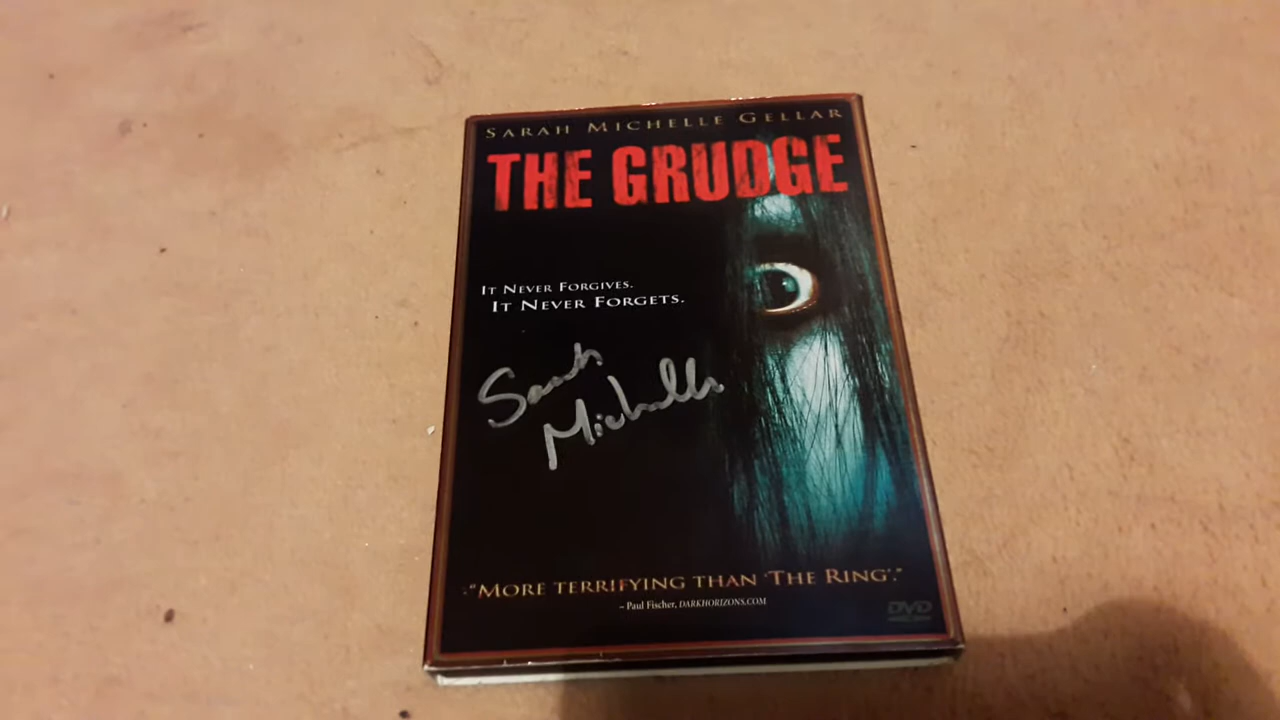 SARAH MICHELLE GELLAR
THE GRUDGE
IT NEVER FORGIVES.
IT NEVER FORGETS.
Sarah
Michelle
"MORE TERRIFYING THAN 'THE RING'."
– Paul Fischer, DARKHORIZONS.COM
DVD